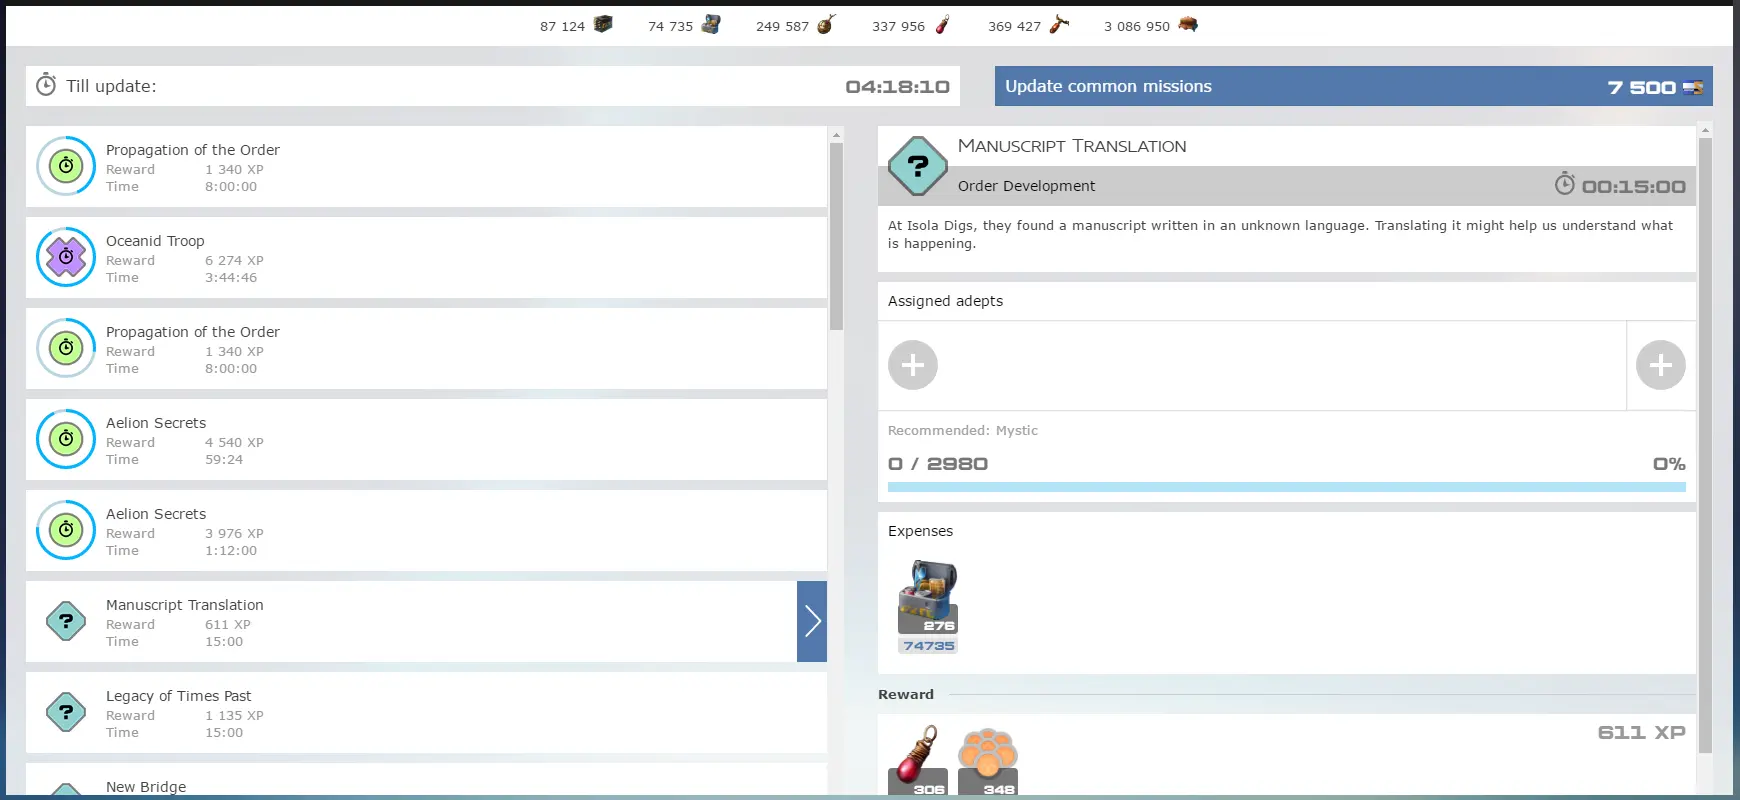 87 124 74 735 249 587 337 956 369 427 3 086 950
Till update: 04:18:10
Update common missions 7 500
Propagation of the Order
Reward 1 340 XP
Time 8:00:00
Oceanid Troop
Reward 6 274 XP
Time 3:44:46
Propagation of the Order
Reward 1 340 XP
Time 8:00:00
Aelion Secrets
Reward 4 540 XP
Time 59:24
Aelion Secrets
Reward 3 976 XP
Time 1:12:00
Manuscript Translation
Reward 611 XP
Time 15:00
Legacy of Times Past
Reward 1 135 XP
Time 15:00
New Bridge
Manuscript Translation
Order Development 00:15:00
At Isola Digs, they found a manuscript written in an unknown language. Translating it might help us understand what
is happening.
Assigned adepts
Recommended: Mystic
0 / 2980 0%
Expenses
276
74735
Reward
611 XP
306 348